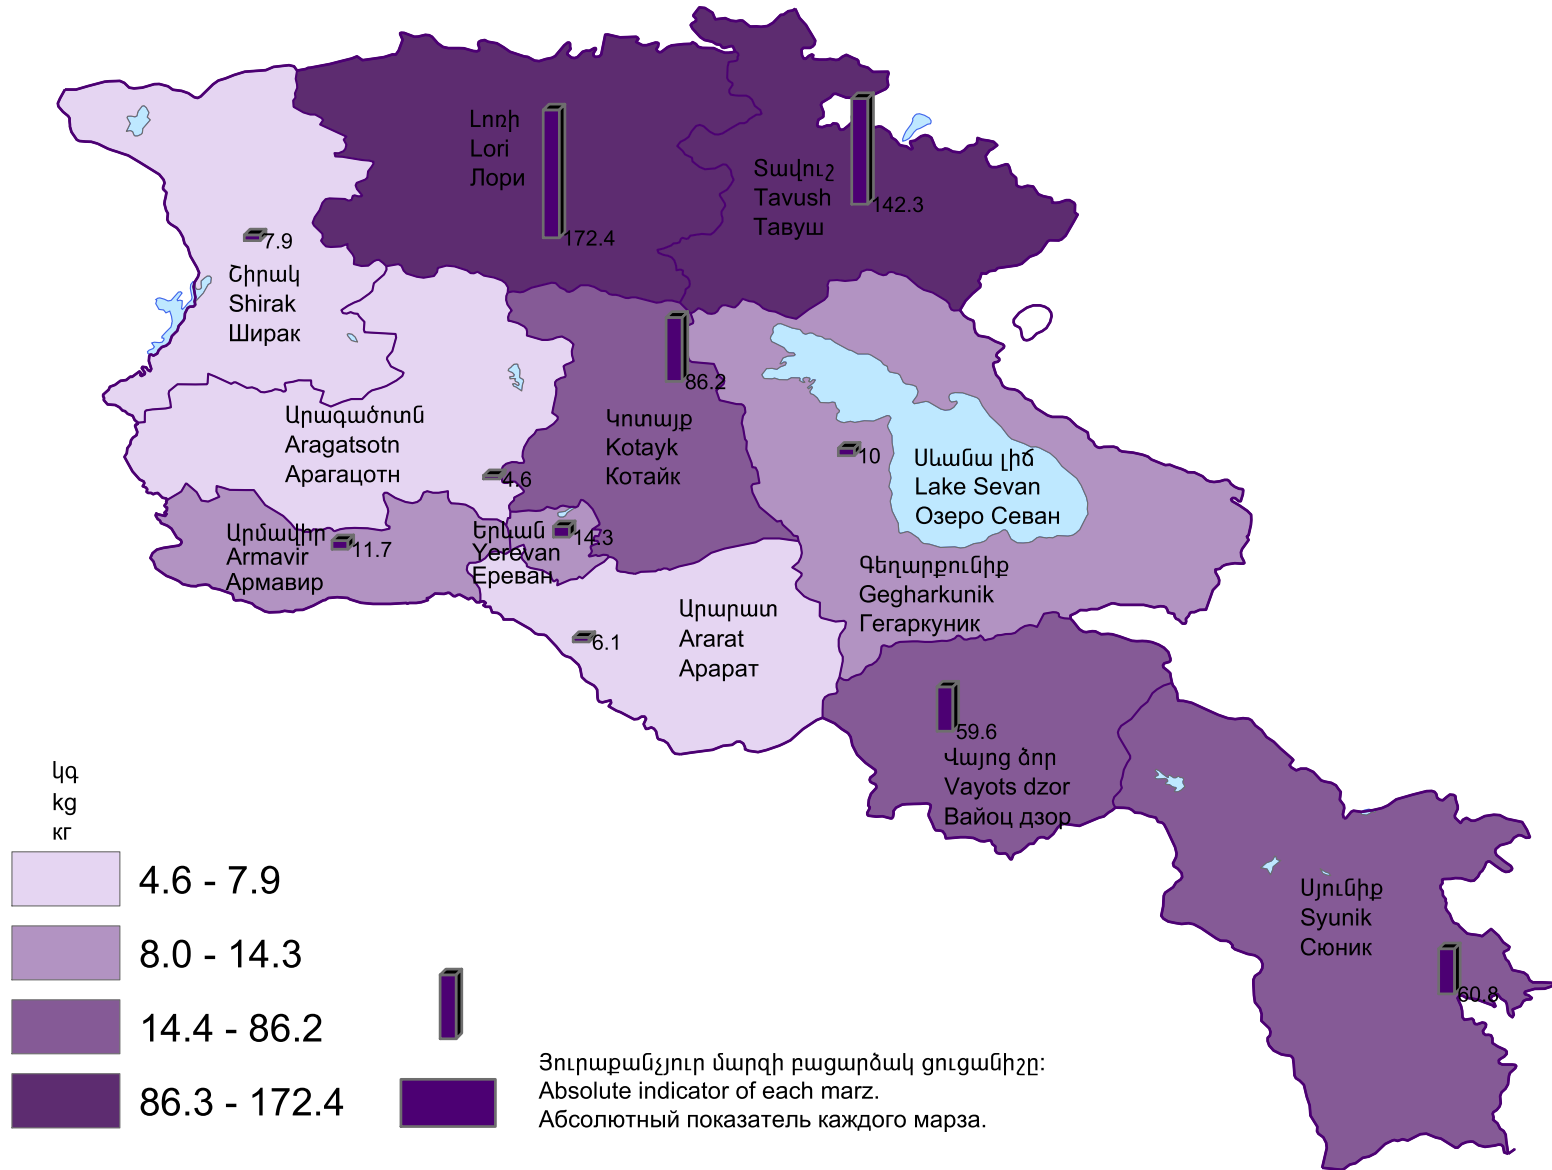 Լոռի
Lori
Лори
172.4
Տավուշ
Tavush
Тавуш
142.3
7.9
Շիրակ
Shirak
Ширак
86.2
Արագածոտն
Aragatsotn
Арагацотн
4.6
Կոտայք
Kotayk
Котайк
10
Սևանա լիճ
Lake Sevan
Озеро Севан
Արմավիր
Armavir
Армавир
11.7
Երևան
Yerevan
Ереван
14.3
Գեղարքունիք
Gegharkunik
Гегаркуник
6.1
Արարատ
Ararat
Арарат
59.6
Վայոց ձոր
Vayots dzor
Вайоц дзор
Սյունիք
Syunik
Сюник
60.8
կգ
kg
кг
4.6 - 7.9
8.0 - 14.3
14.4 - 86.2
86.3 - 172.4
Յուրաքանչյուր մարզի բացարձակ ցուցանիշը:
Absolute indicator of each marz.
Абсолютный показатель каждого марза.